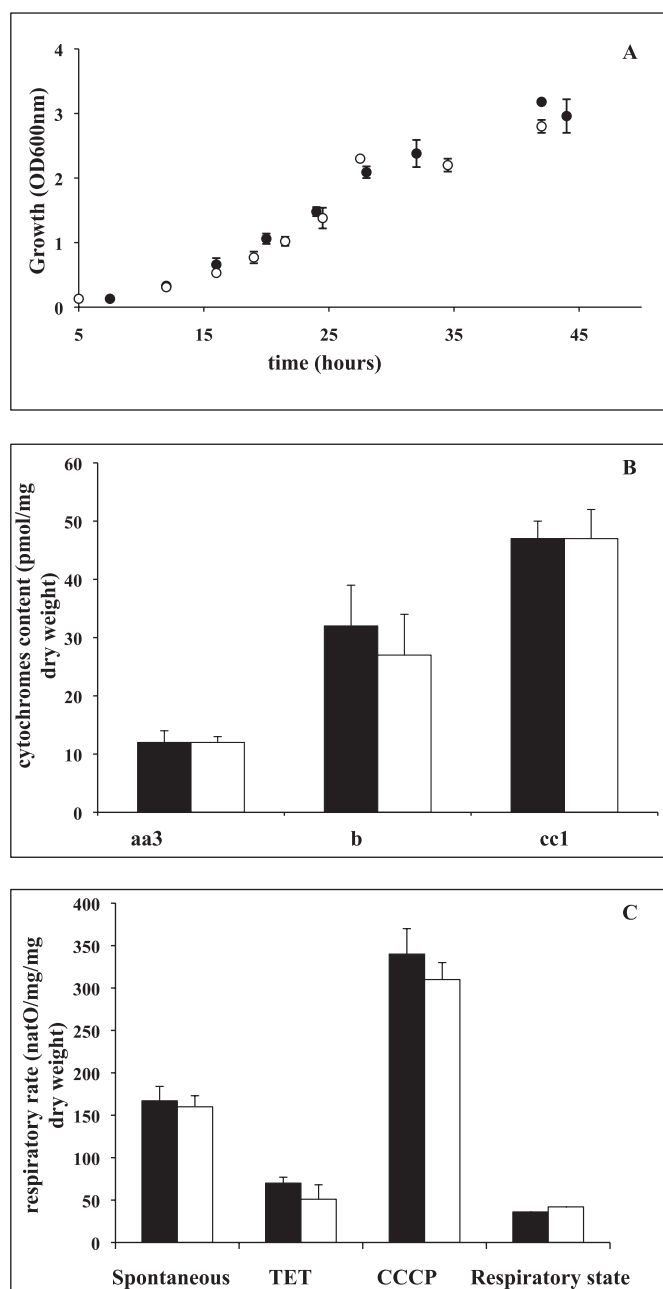 A
4
3
2
1
0
Growth (OD600nm)
5 15 25 35 45
time (hours)
B
60
50
40
30
20
10
0
cytochromes content (pmol/mg
dry weight)
aa3 b cc1
C
400
350
300
250
200
150
100
50
0
respiratory rate (natO/mg/mg
dry weight)
Spontaneous TET CCCP Respiratory state